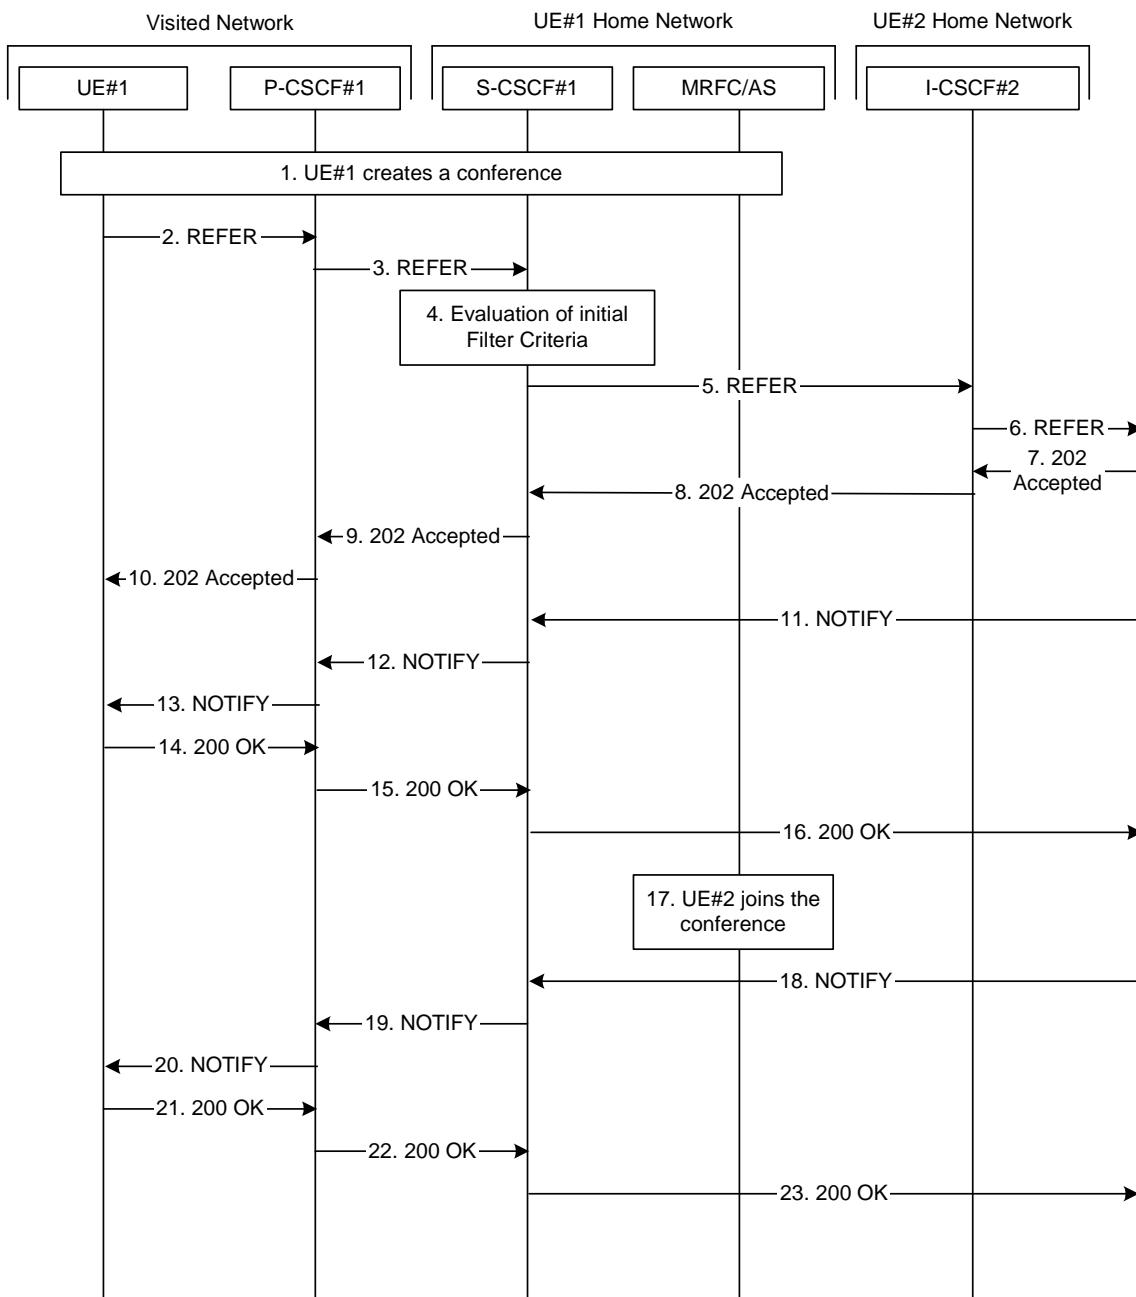 Visited Network
UE#1 Home Network
UE#2 Home Network
UE#1
P-CSCF#1
S-CSCF#1
MRFC/AS
I-CSCF#2
1. UE#1 creates a conference
2. REFER
3. REFER
4. Evaluation of initial
Filter Criteria
5. REFER
6. REFER
7. 202
Accepted
8. 202 Accepted
9. 202 Accepted
10. 202 Accepted
11. NOTIFY
12. NOTIFY
13. NOTIFY
14. 200 OK
15. 200 OK
16. 200 OK
17. UE#2 joins the
conference
18. NOTIFY
19. NOTIFY
20. NOTIFY
21. 200 OK
22. 200 OK
23. 200 OK